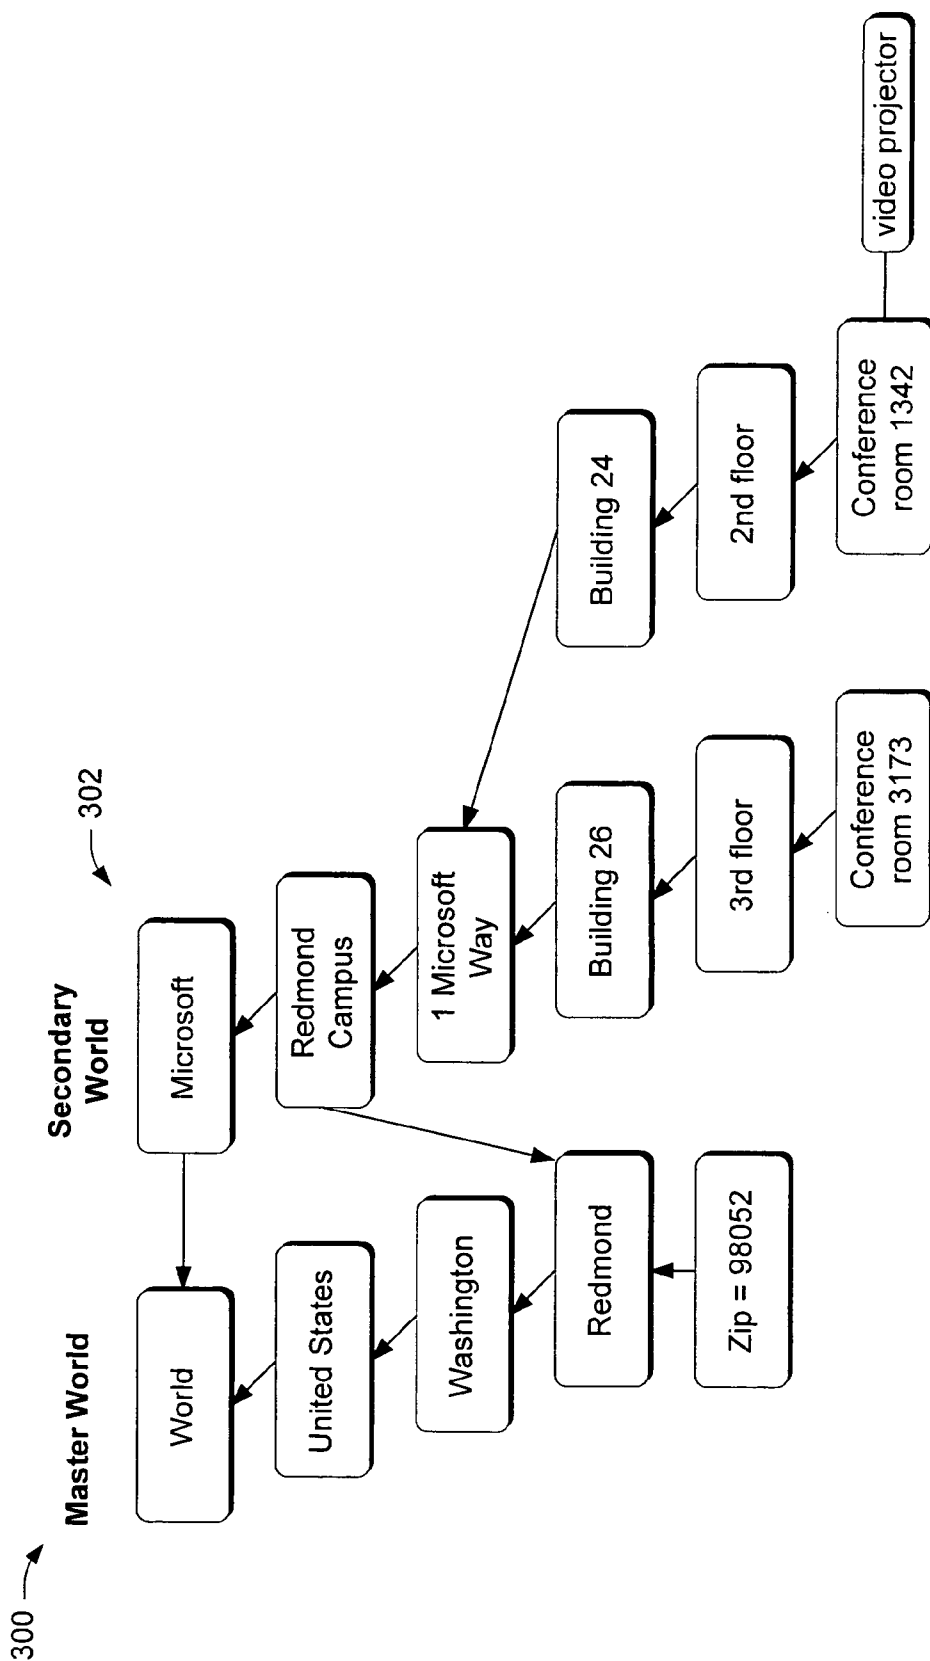 300
Master World
World
United States
Washington
Redmond
Zip = 98052
302
Secondary
World
Microsoft
Redmond
Campus
1 Microsoft
Way
Building 26
3rd floor
Conference
room 3173
Building 24
2nd floor
Conference
room 1342
video projector